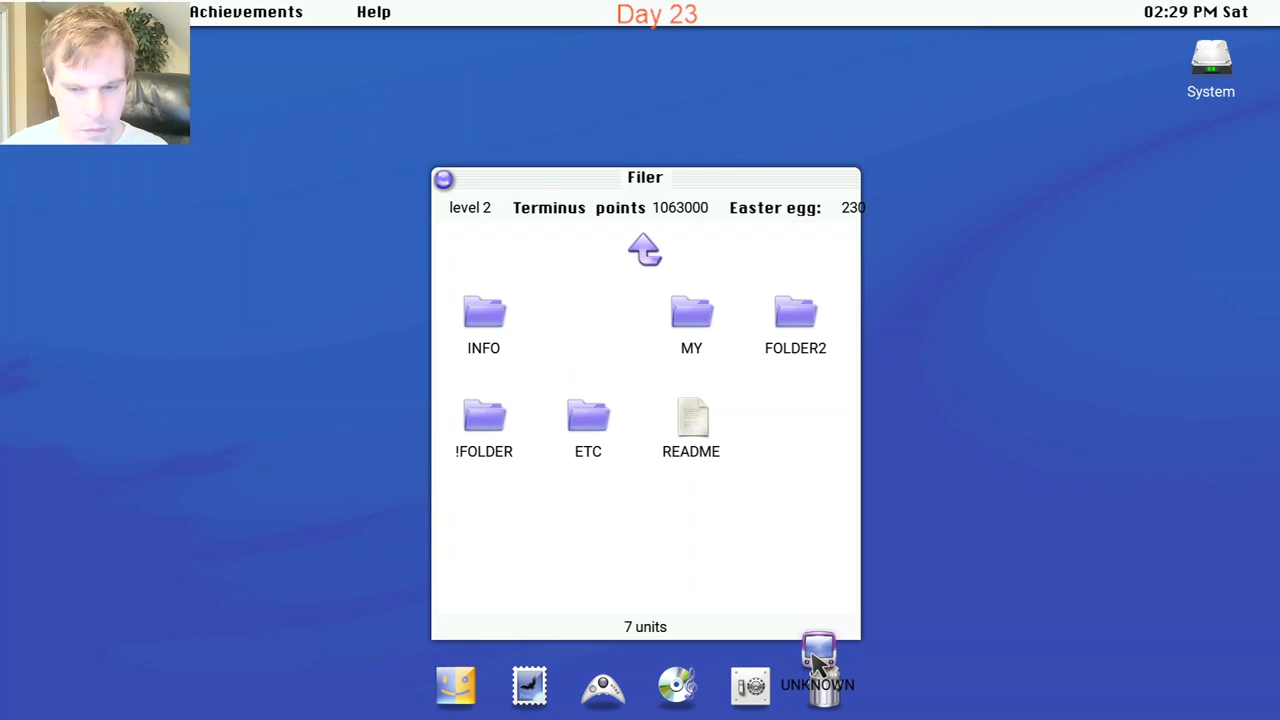 Achievements Help Day 23 02:29 PM Sat
System
Filer
level 2 Terminus points 1063000 Easter egg: 230
INFO MY FOLDER2
!FOLDER ETC README
7 units
UNKNOWN